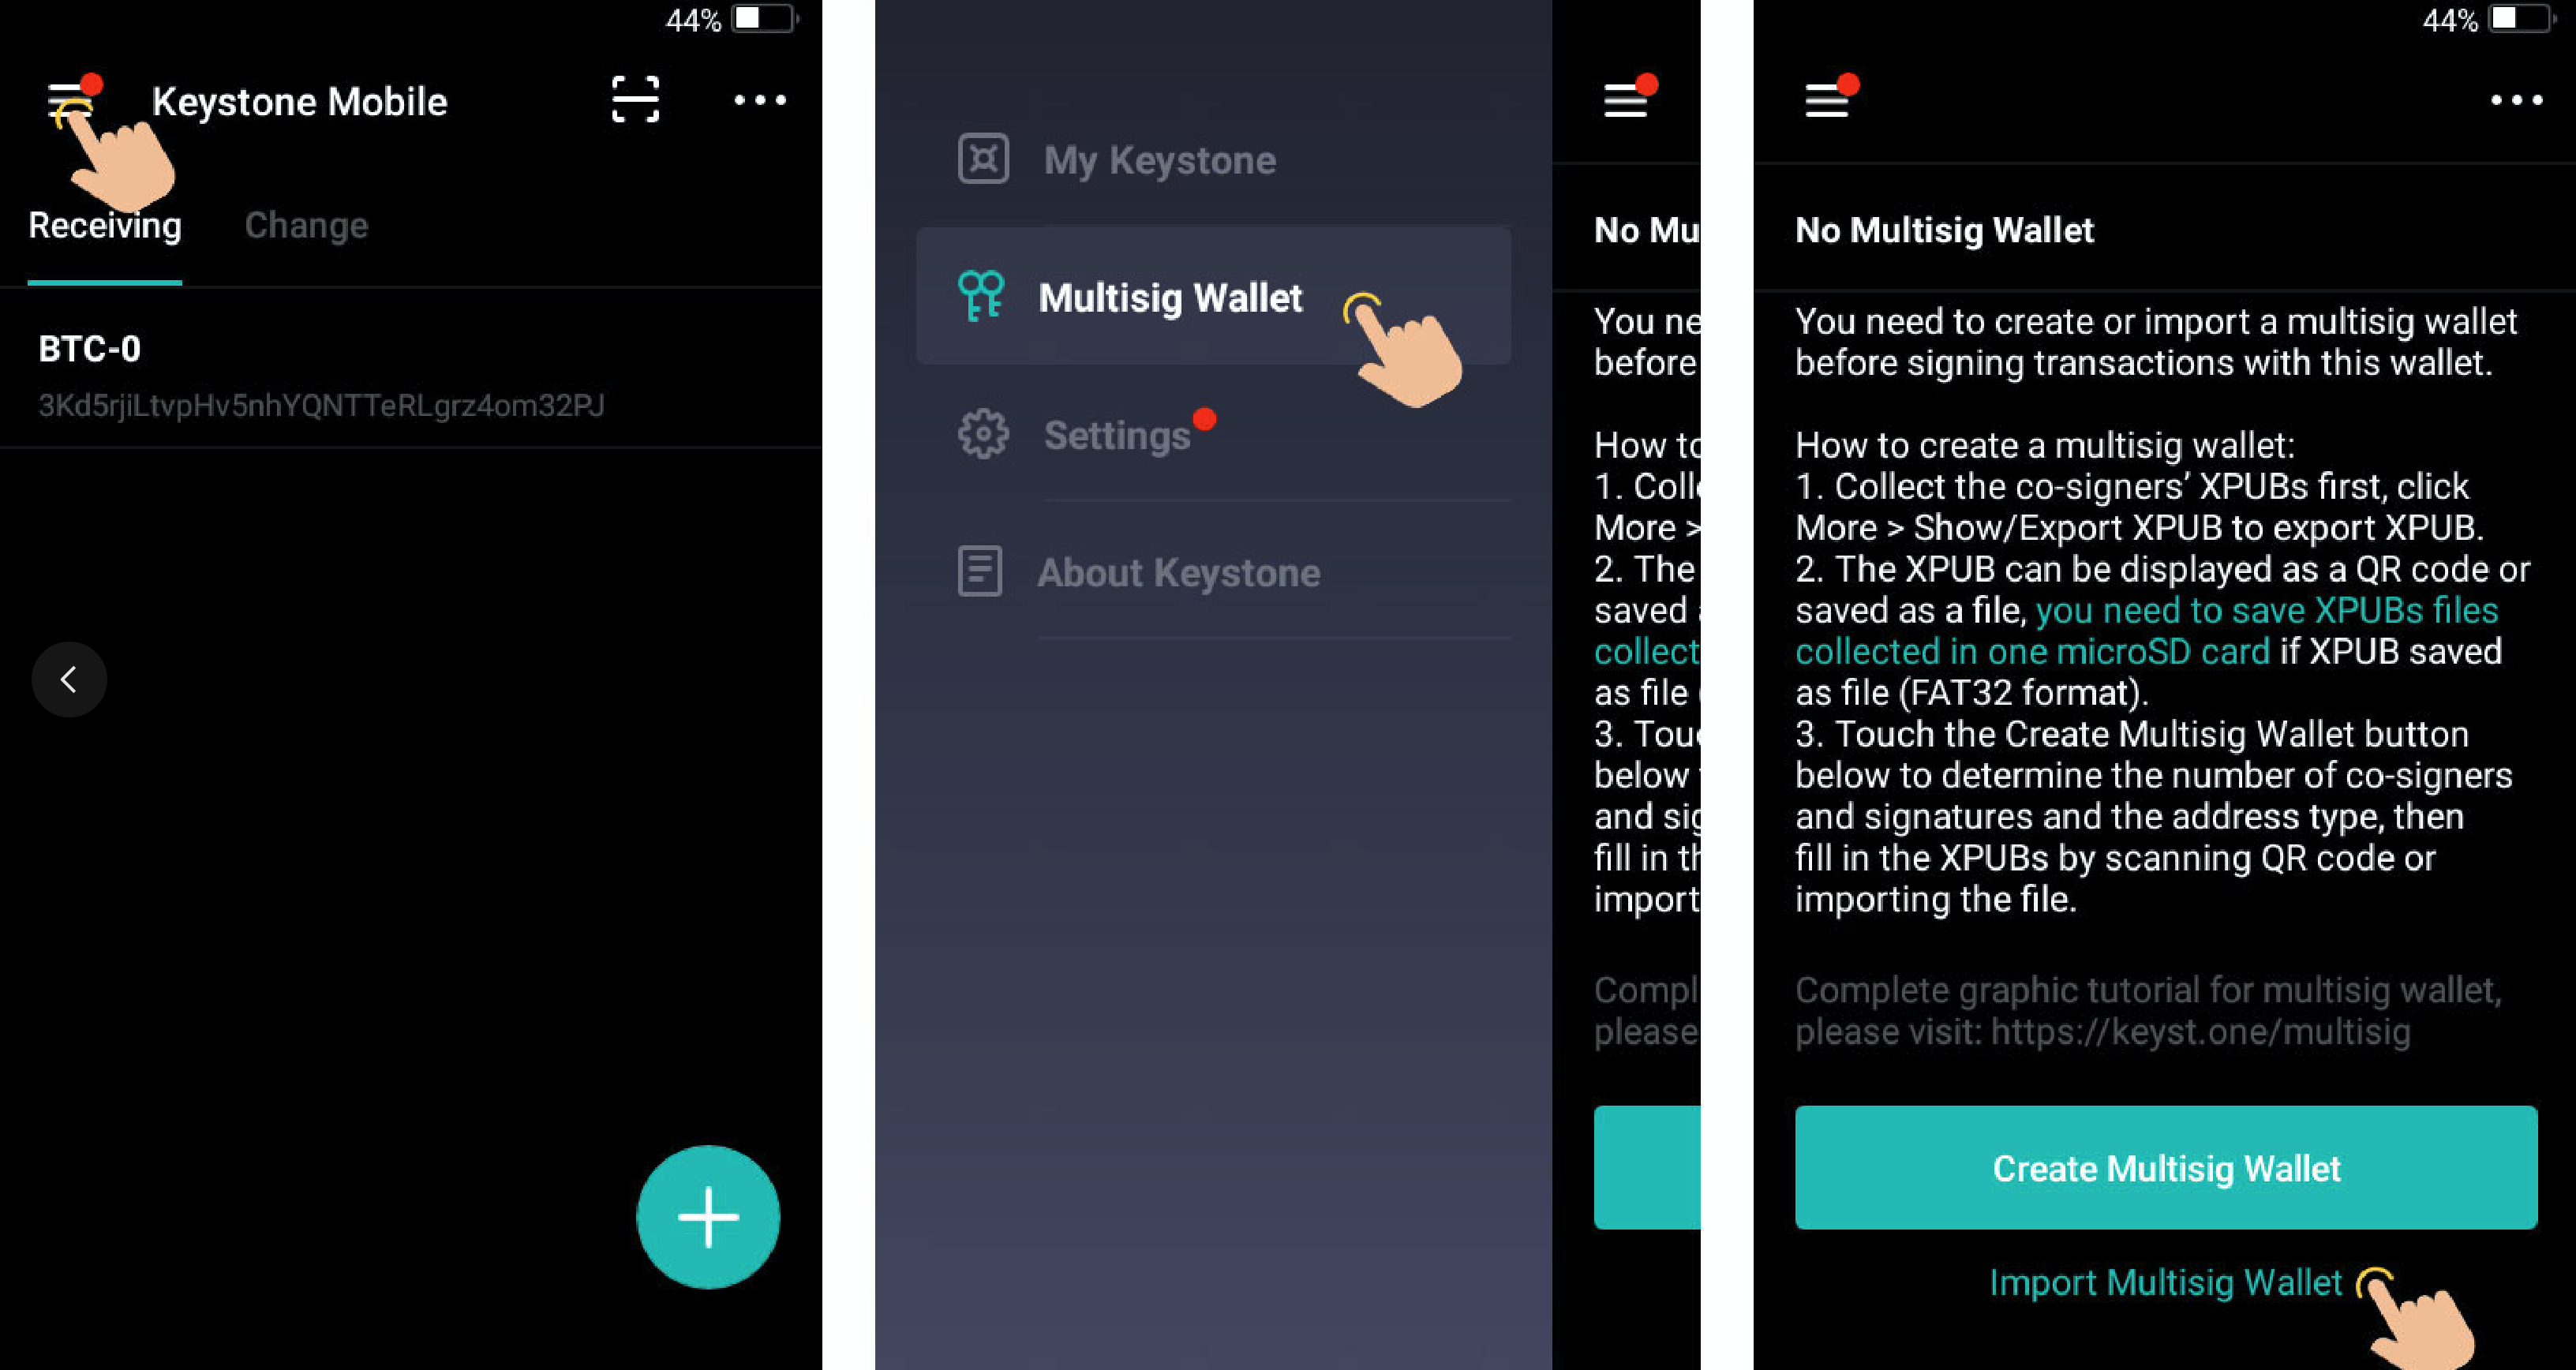 44%
Keystone Mobile
Receiving
Change
BTC-0
3Kd5rjiLtvpHv5nhYQNTTeRLgrz4om32PJ
My Keystone
Multisig Wallet
Settings
About Keystone
No Mu
You ne
before
How to
1. Coll
More >
2. The
saved
collect
as file
3. Tou
below
and sig
fill in th
import
Compl
please
44%
No Multisig Wallet
You need to create or import a multisig wallet
before signing transactions with this wallet.
How to create a multisig wallet:
1. Collect the co-signers’ XPUBs first, click
More > Show/Export XPUB to export XPUB.
2. The XPUB can be displayed as a QR code or
saved as a file, you need to save XPUBs files
collected in one microSD card if XPUB saved
as file (FAT32 format).
3. Touch the Create Multisig Wallet button
below to determine the number of co-signers
and signatures and the address type, then
fill in the XPUBs by scanning QR code or
importing the file.
Complete graphic tutorial for multisig wallet,
please visit: https://keyst.one/multisig
Create Multisig Wallet
Import Multisig Wallet